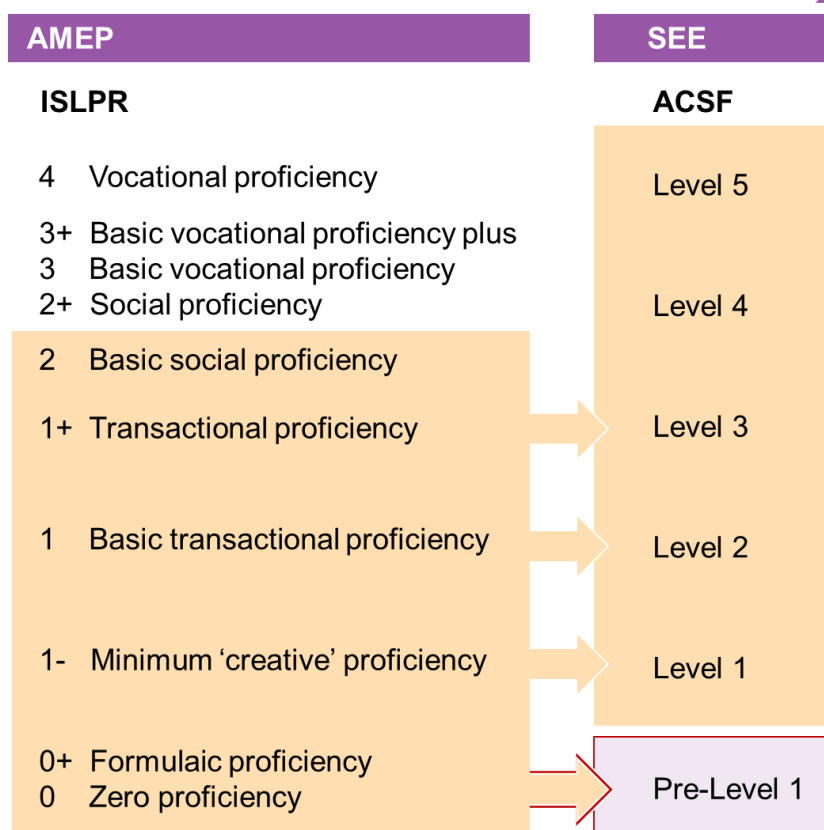 AMEP
SEE
ISLPR
ACSF
4 Vocational proficiency
Level 5
3+ Basic vocational proficiency plus
3 Basic vocational proficiency
2+ Social proficiency
Level 4
2 Basic social proficiency
1+ Transactional proficiency
Level 3
1 Basic transactional proficiency
Level 2
1- Minimum ‘creative’ proficiency
Level 1
0+ Formulaic proficiency
0 Zero proficiency
Pre-Level 1